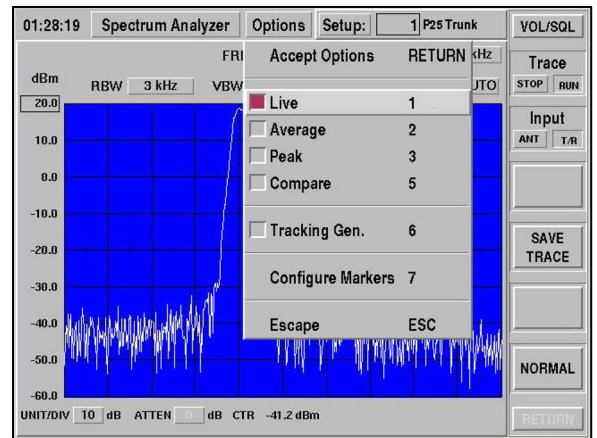 01:28:19 Spectrum Analyzer Options Setup: 1 P25 Trunk
kHz
dBm RBW 3 kHz
20.0
10.0
0.0
-10.0
-20.0
-30.0
-40.0
-50.0
-60.0
Accept Options RETURN
Live 1
Average 2
Peak 3
Compare 5
Tracking Gen. 6
Configure Markers 7
Escape ESC
UNIT/DIV 10 dB ATTEN 0 dB CTR -41.2 dBm
VOL/SQL
Trace
STOP RUN
Input
ANT T/R
SAVE
TRACE
NORMAL
RETURN